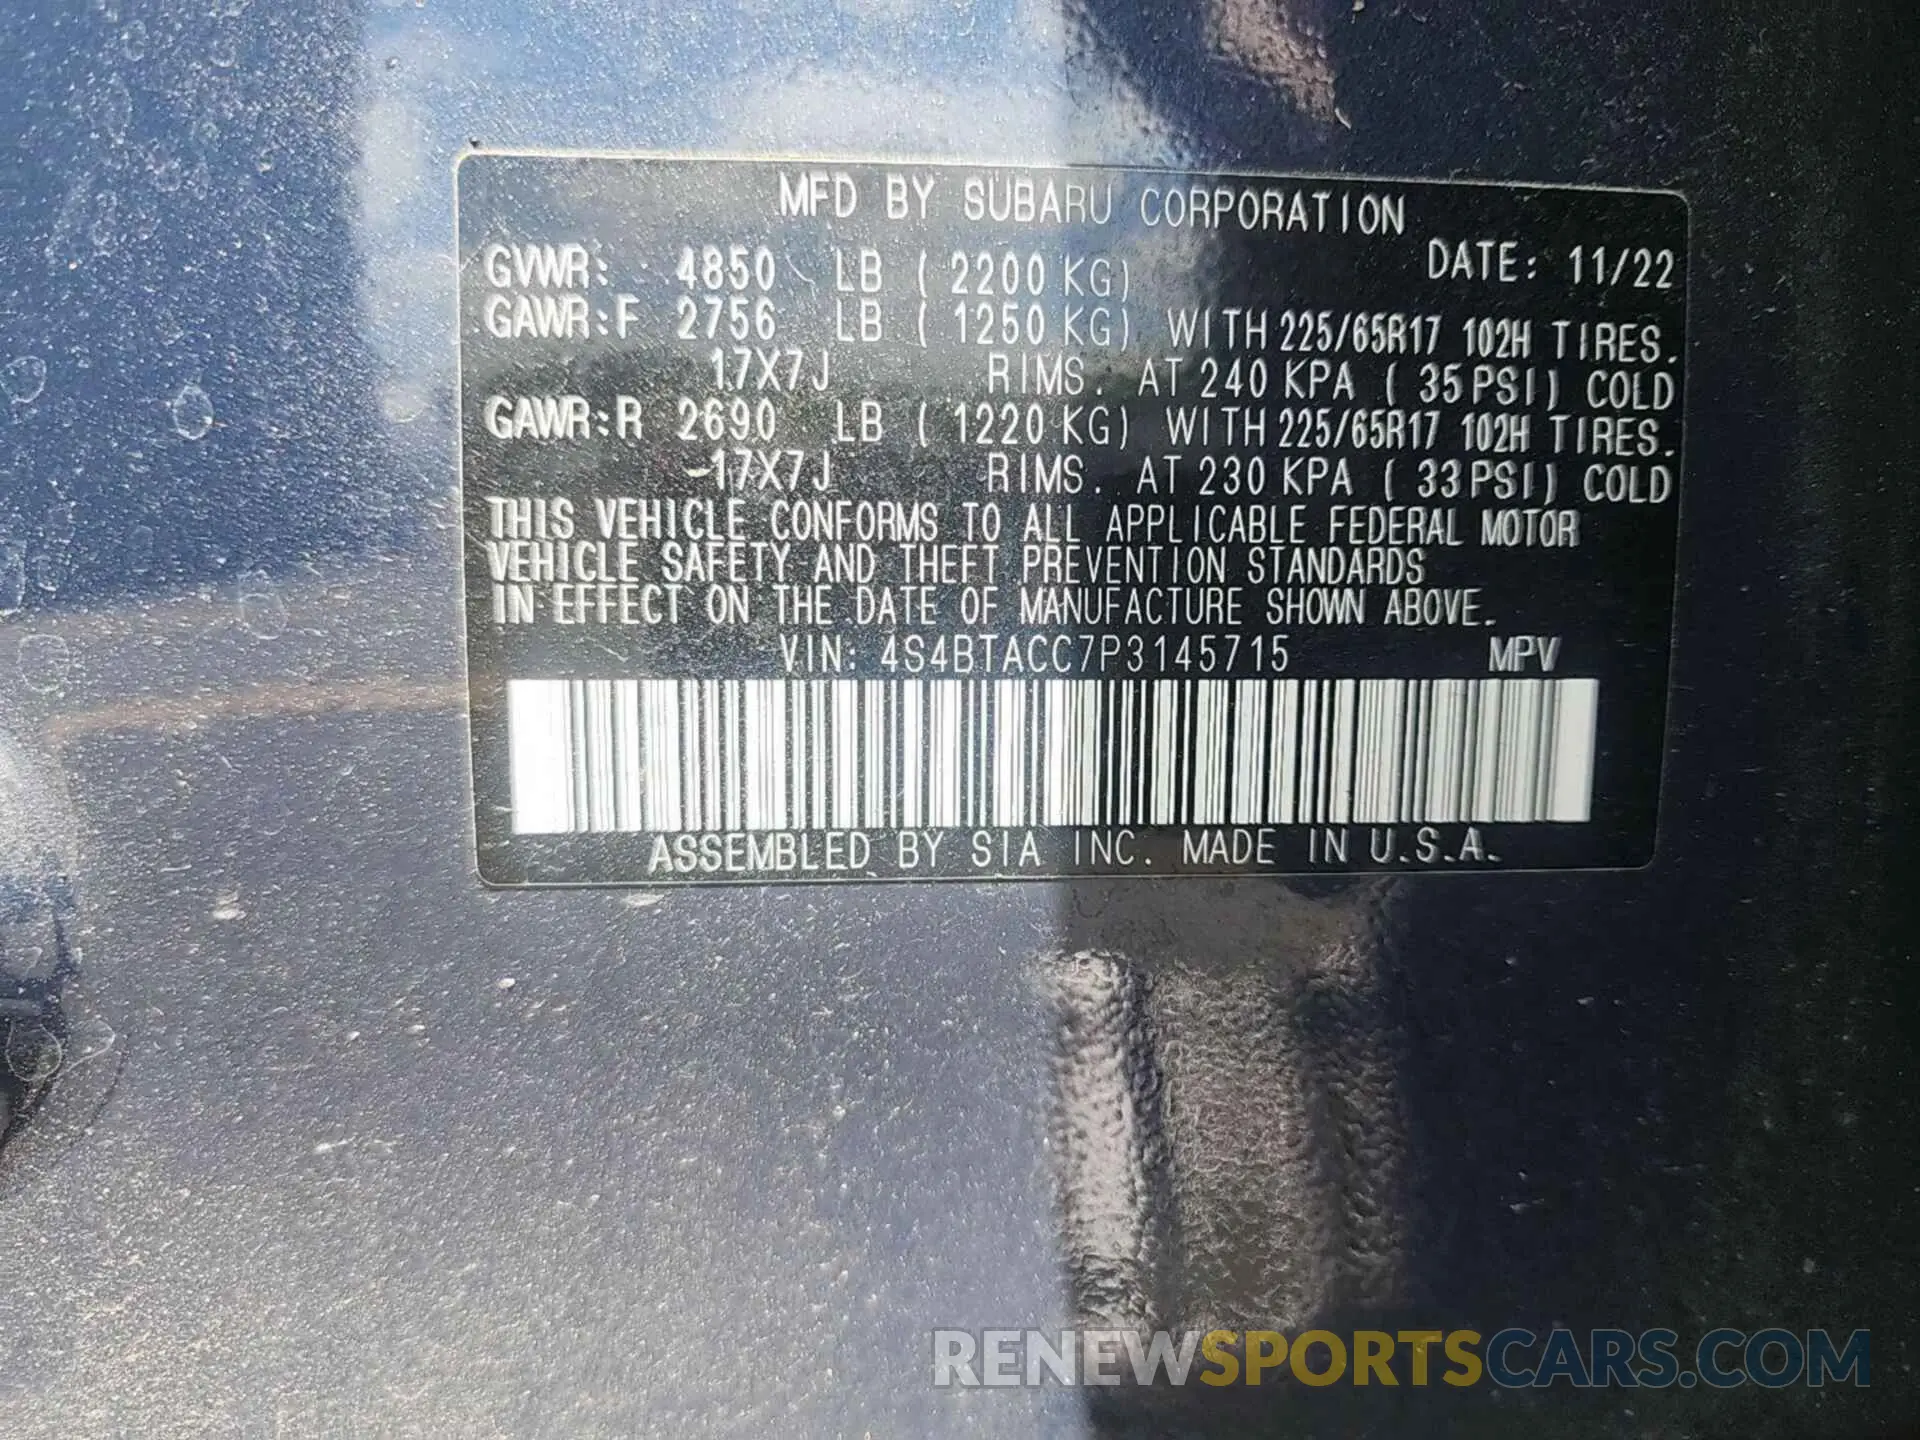 MFD BY SUBARU CORPORATION
DATE: 11/22
GVWR: 4850 LB ( 2200 KG)
GAWR:F 2756 LB ( 1250 KG) WITH 225/65R17 102H TIRES.
17X7J RIMS. AT 240 KPA ( 35 PSI) COLD
GAWR:R 2690 LB ( 1220 KG) WITH 225/65R17 102H TIRES.
17X7J RIMS. AT 230 KPA ( 33 PSI) COLD
THIS VEHICLE CONFORMS TO ALL APPLICABLE FEDERAL MOTOR
VEHICLE SAFETY AND THEFT PREVENTION STANDARDS
IN EFFECT ON THE DATE OF MANUFACTURE SHOWN ABOVE.
VIN: 4S4BTACC7P3145715 MPV
ASSEMBLED BY SIA INC. MADE IN U.S.A.
RENEWSPORTSCARS.COM